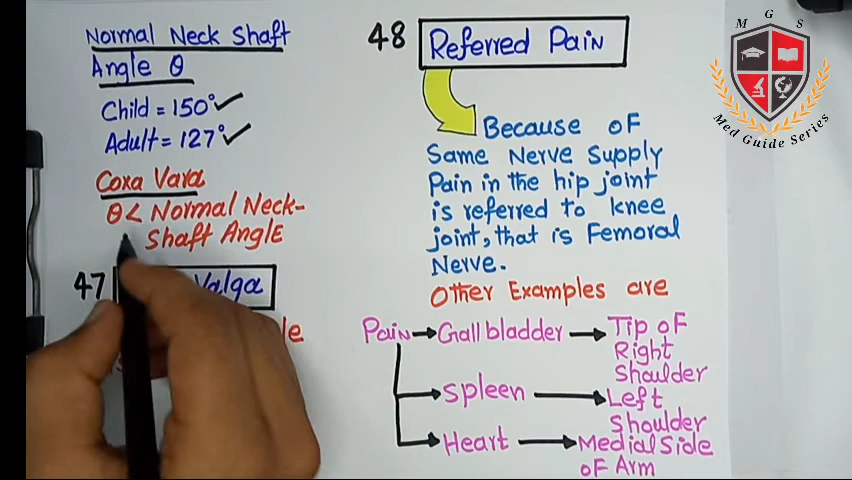 Normal Neck Shaft
Angle θ
Child = 150°✓
Adult = 127°✓
Coxa Vara
θ < Normal Neck-
Shaft Angle
47
Valga
48 Referred Pain
Because of
Same Nerve Supply
Pain in the hip joint
is referred to knee
joint, that is Femoral
Nerve.
Other Examples are
Pain → Gall bladder → Tip of
Right
Shoulder
→ Spleen → Left
Shoulder
→ Heart → Medial Side
of Arm
M G S
Med Guide Series